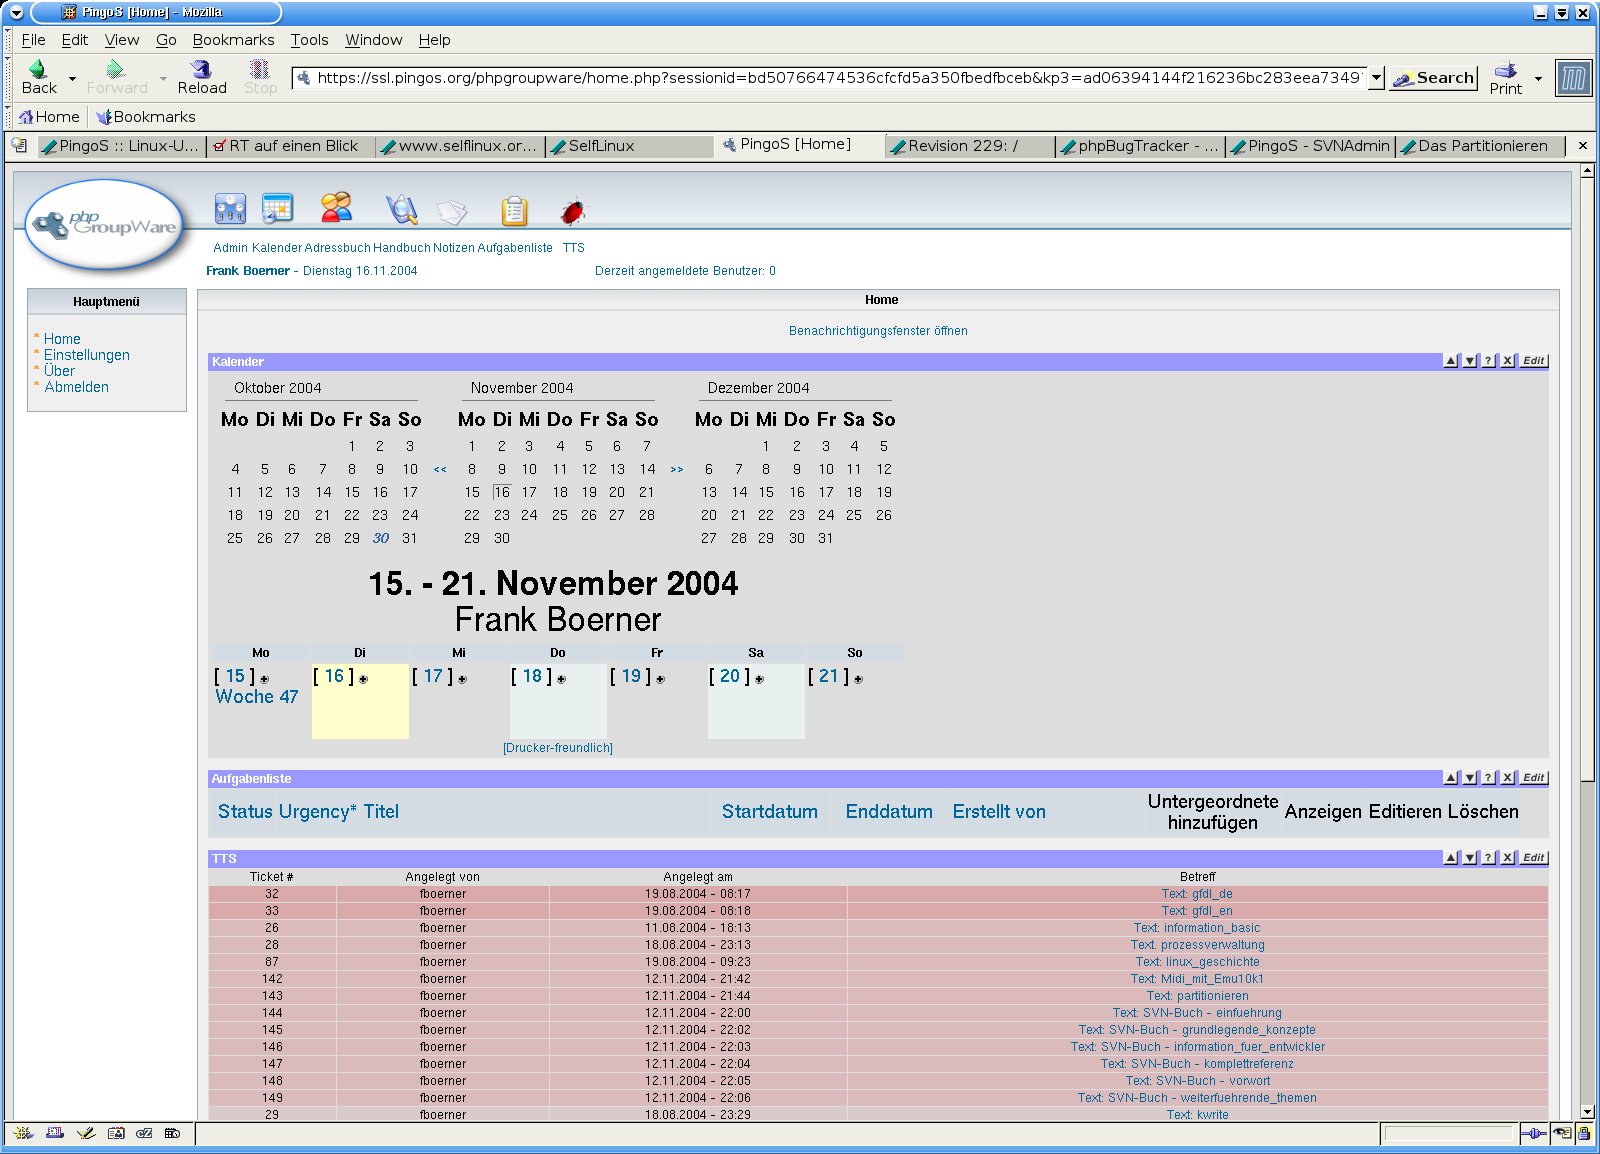 PingoS [Home] - Mozilla
File Edit View Go Bookmarks Tools Window Help
Back Forward Reload Stop https://ssl.pingos.org/phpgroupware/home.php?sessionid=bd50766474536cfcfd5a350fbedfbceb&kp3=ad06394144f216236bc283eea7349 Search Print
Home Bookmarks
PingoS :: Linux-U... RT auf einen Blick www.selflinux.or... SelfLinux PingoS [Home] Revision 229: / phpBugTracker - ... PingoS - SVNAdmin Das Partitionieren
php GroupWare
Admin Kalender Adressbuch Handbuch Notizen Aufgabenliste TTS
Frank Boerner - Dienstag 16.11.2004 Derzeit angemeldete Benutzer: 0
Hauptmenü
* Home
* Einstellungen
* Über
* Abmelden
Home
Benachrichtigungsfenster öffnen
Kalender ? X Edit
Oktober 2004 November 2004 Dezember 2004
Mo Di Mi Do Fr Sa So Mo Di Mi Do Fr Sa So Mo Di Mi Do Fr Sa So
1 2 3 1 2 3 4 5 6 7 1 2 3 4 5
4 5 6 7 8 9 10 << 8 9 10 11 12 13 14 >> 6 7 8 9 10 11 12
11 12 13 14 15 16 17 15 16 17 18 19 20 21 13 14 15 16 17 18 19
18 19 20 21 22 23 24 22 23 24 25 26 27 28 20 21 22 23 24 25 26
25 26 27 28 29 30 31 29 30 27 28 29 30 31
15. - 21. November 2004
Frank Boerner
Mo Di Mi Do Fr Sa So
[ 15 ] [ 16 ] [ 17 ] [ 18 ] [ 19 ] [ 20 ] [ 21 ]
Woche 47
[Drucker-freundlich]
Aufgabenliste ? X Edit
Status Urgency* Titel Startdatum Enddatum Erstellt von Untergeordnete hinzufügen Anzeigen Editieren Löschen
TTS ? X Edit
Ticket # Angelegt von Angelegt am Betreff
32 fboerner 19.08.2004 - 08:17 Text: gfdl_de
33 fboerner 19.08.2004 - 08:18 Text: gfdl_en
26 fboerner 11.08.2004 - 18:13 Text: information_basic
28 fboerner 18.08.2004 - 23:13 Text. prozessverwaltung
87 fboerner 19.08.2004 - 09:23 Text: linux_geschichte
142 fboerner 12.11.2004 - 21:42 Text: Midi_mit_Emu10k1
143 fboerner 12.11.2004 - 21:44 Text: partitionieren
144 fboerner 12.11.2004 - 22:00 Text: SVN-Buch - einfuehrung
145 fboerner 12.11.2004 - 22:02 Text: SVN-Buch - grundlegende_konzepte
146 fboerner 12.11.2004 - 22:03 Text: SVN-Buch - information_fuer_entwickler
147 fboerner 12.11.2004 - 22:04 Text: SVN-Buch - komplettreferenz
148 fboerner 12.11.2004 - 22:05 Text: SVN-Buch - vorwort
149 fboerner 12.11.2004 - 22:06 Text: SVN-Buch - weiterfuehrende_themen
29 fboerner 18.08.2004 - 23:29 Text: kwrite